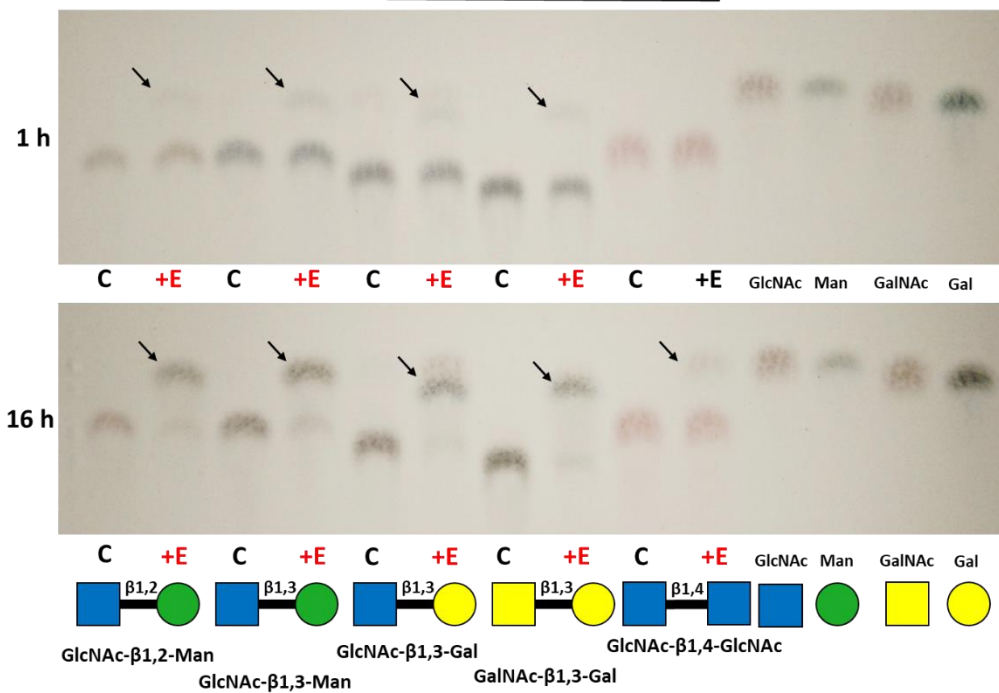 1 h
C +E C +E C +E C +E C +E GlcNAc Man GalNAc Gal
16 h
C +E C +E C +E C +E C +E GlcNAc Man GalNAc Gal
β1,2 β1,3 β1,3 β1,3 β1,4
GlcNAc-β1,2-Man
GlcNAc-β1,3-Man
GlcNAc-β1,3-Gal
GalNAc-β1,3-Gal
GlcNAc-β1,4-GlcNAc